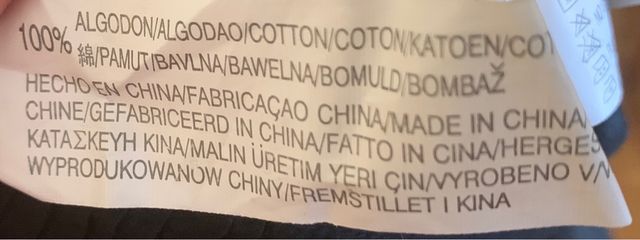 100% ALGODON/ALGODAO/COTTON/COTON/KATOEN/COT
綿/PAMUT/BAVLNA/BAWELNA/BOMULD/BOMBAŽ
HECHO EN CHINA/FABRICAÇAO CHINA/MADE IN CHINA/
CHINE/GEFABRICEERD IN CHINA/FATTO IN CINA/HERGES
ΚΑΤΑΣΚΕΥΗ ΚΙΝΑ/MALIN ÜRETIM YERI ÇIN/VYROBENO V/
WYPRODUKOWANOW CHINY/FREMSTILLET I KINA